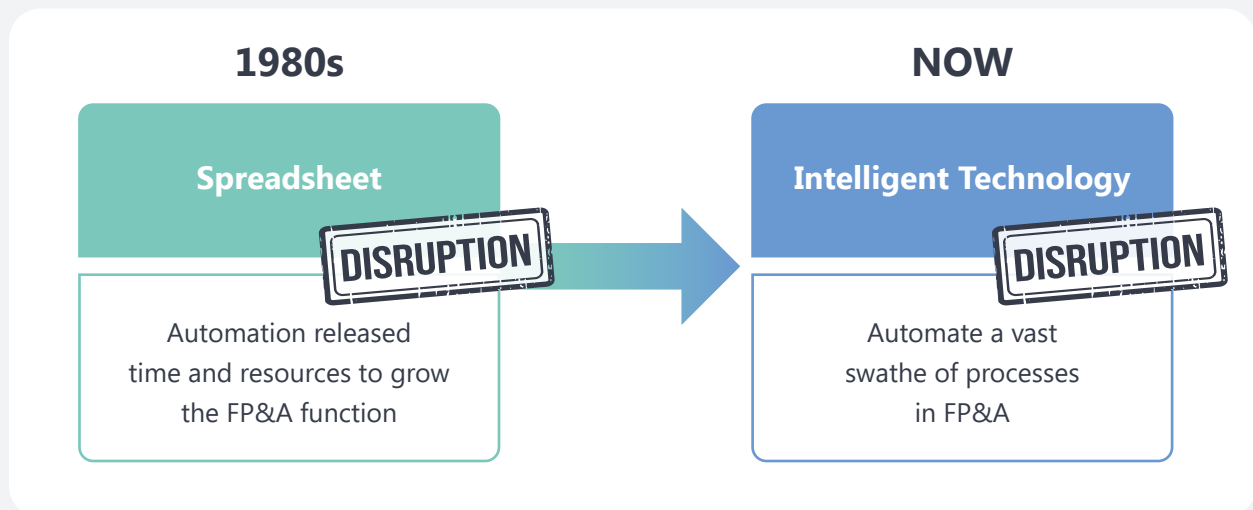 1980s
Spreadsheet
DISRUPTION
Automation released
time and resources to grow
the FP&A function
NOW
Intelligent Technology
DISRUPTION
Automate a vast
swathe of processes
in FP&A